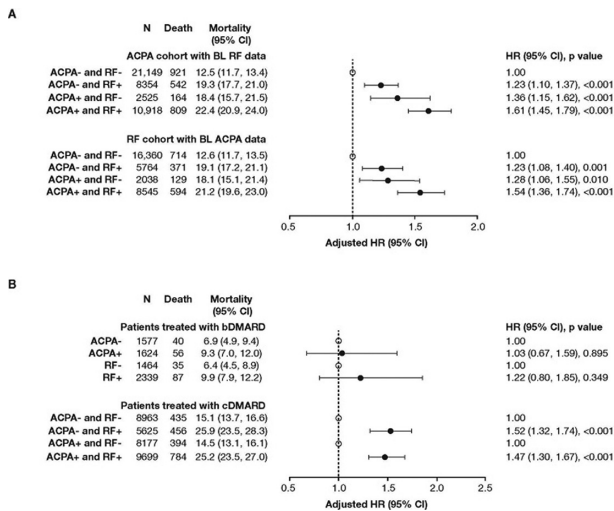 A
N Death Mortality
(95% CI)
ACPA cohort with BL RF data HR (95% CI), p value
ACPA- and RF- 21,149 921 12.5 (11.7, 13.4) 1.00
ACPA- and RF+ 8354 542 19.3 (17.7, 21.0) 1.23 (1.10, 1.37), <0.001
ACPA+ and RF- 2525 164 18.4 (15.7, 21.5) 1.36 (1.15, 1.62), <0.001
ACPA+ and RF+ 10,918 809 22.4 (20.9, 24.0) 1.61 (1.45, 1.79), <0.001
RF cohort with BL ACPA data
ACPA- and RF- 16,360 714 12.6 (11.7, 13.5) 1.00
ACPA- and RF+ 5764 371 19.1 (17.2, 21.1) 1.23 (1.08, 1.40), 0.001
ACPA+ and RF- 2038 129 18.1 (15.1, 21.4) 1.28 (1.06, 1.55), 0.010
ACPA+ and RF+ 8545 594 21.2 (19.6, 23.0) 1.54 (1.36, 1.74), <0.001
0.5 1.0 1.5 2.0
Adjusted HR (95% CI)
B
N Death Mortality
(95% CI)
Patients treated with bDMARD HR (95% CI), p value
ACPA- 1577 40 6.9 (4.9, 9.4) 1.00
ACPA+ 1624 56 9.3 (7.0, 12.0) 1.03 (0.67, 1.59), 0.895
RF- 1464 35 6.4 (4.5, 8.9) 1.00
RF+ 2339 87 9.9 (7.9, 12.2) 1.22 (0.80, 1.85), 0.349
Patients treated with cDMARD
ACPA- and RF- 8963 435 15.1 (13.7, 16.6) 1.00
ACPA- and RF+ 5625 456 25.9 (23.5, 28.3) 1.52 (1.32, 1.74), <0.001
ACPA+ and RF- 8177 394 14.5 (13.1, 16.1) 1.00
ACPA+ and RF+ 9699 784 25.2 (23.5, 27.0) 1.47 (1.30, 1.67), <0.001
0.5 1.0 1.5 2.0 2.5
Adjusted HR (95% CI)